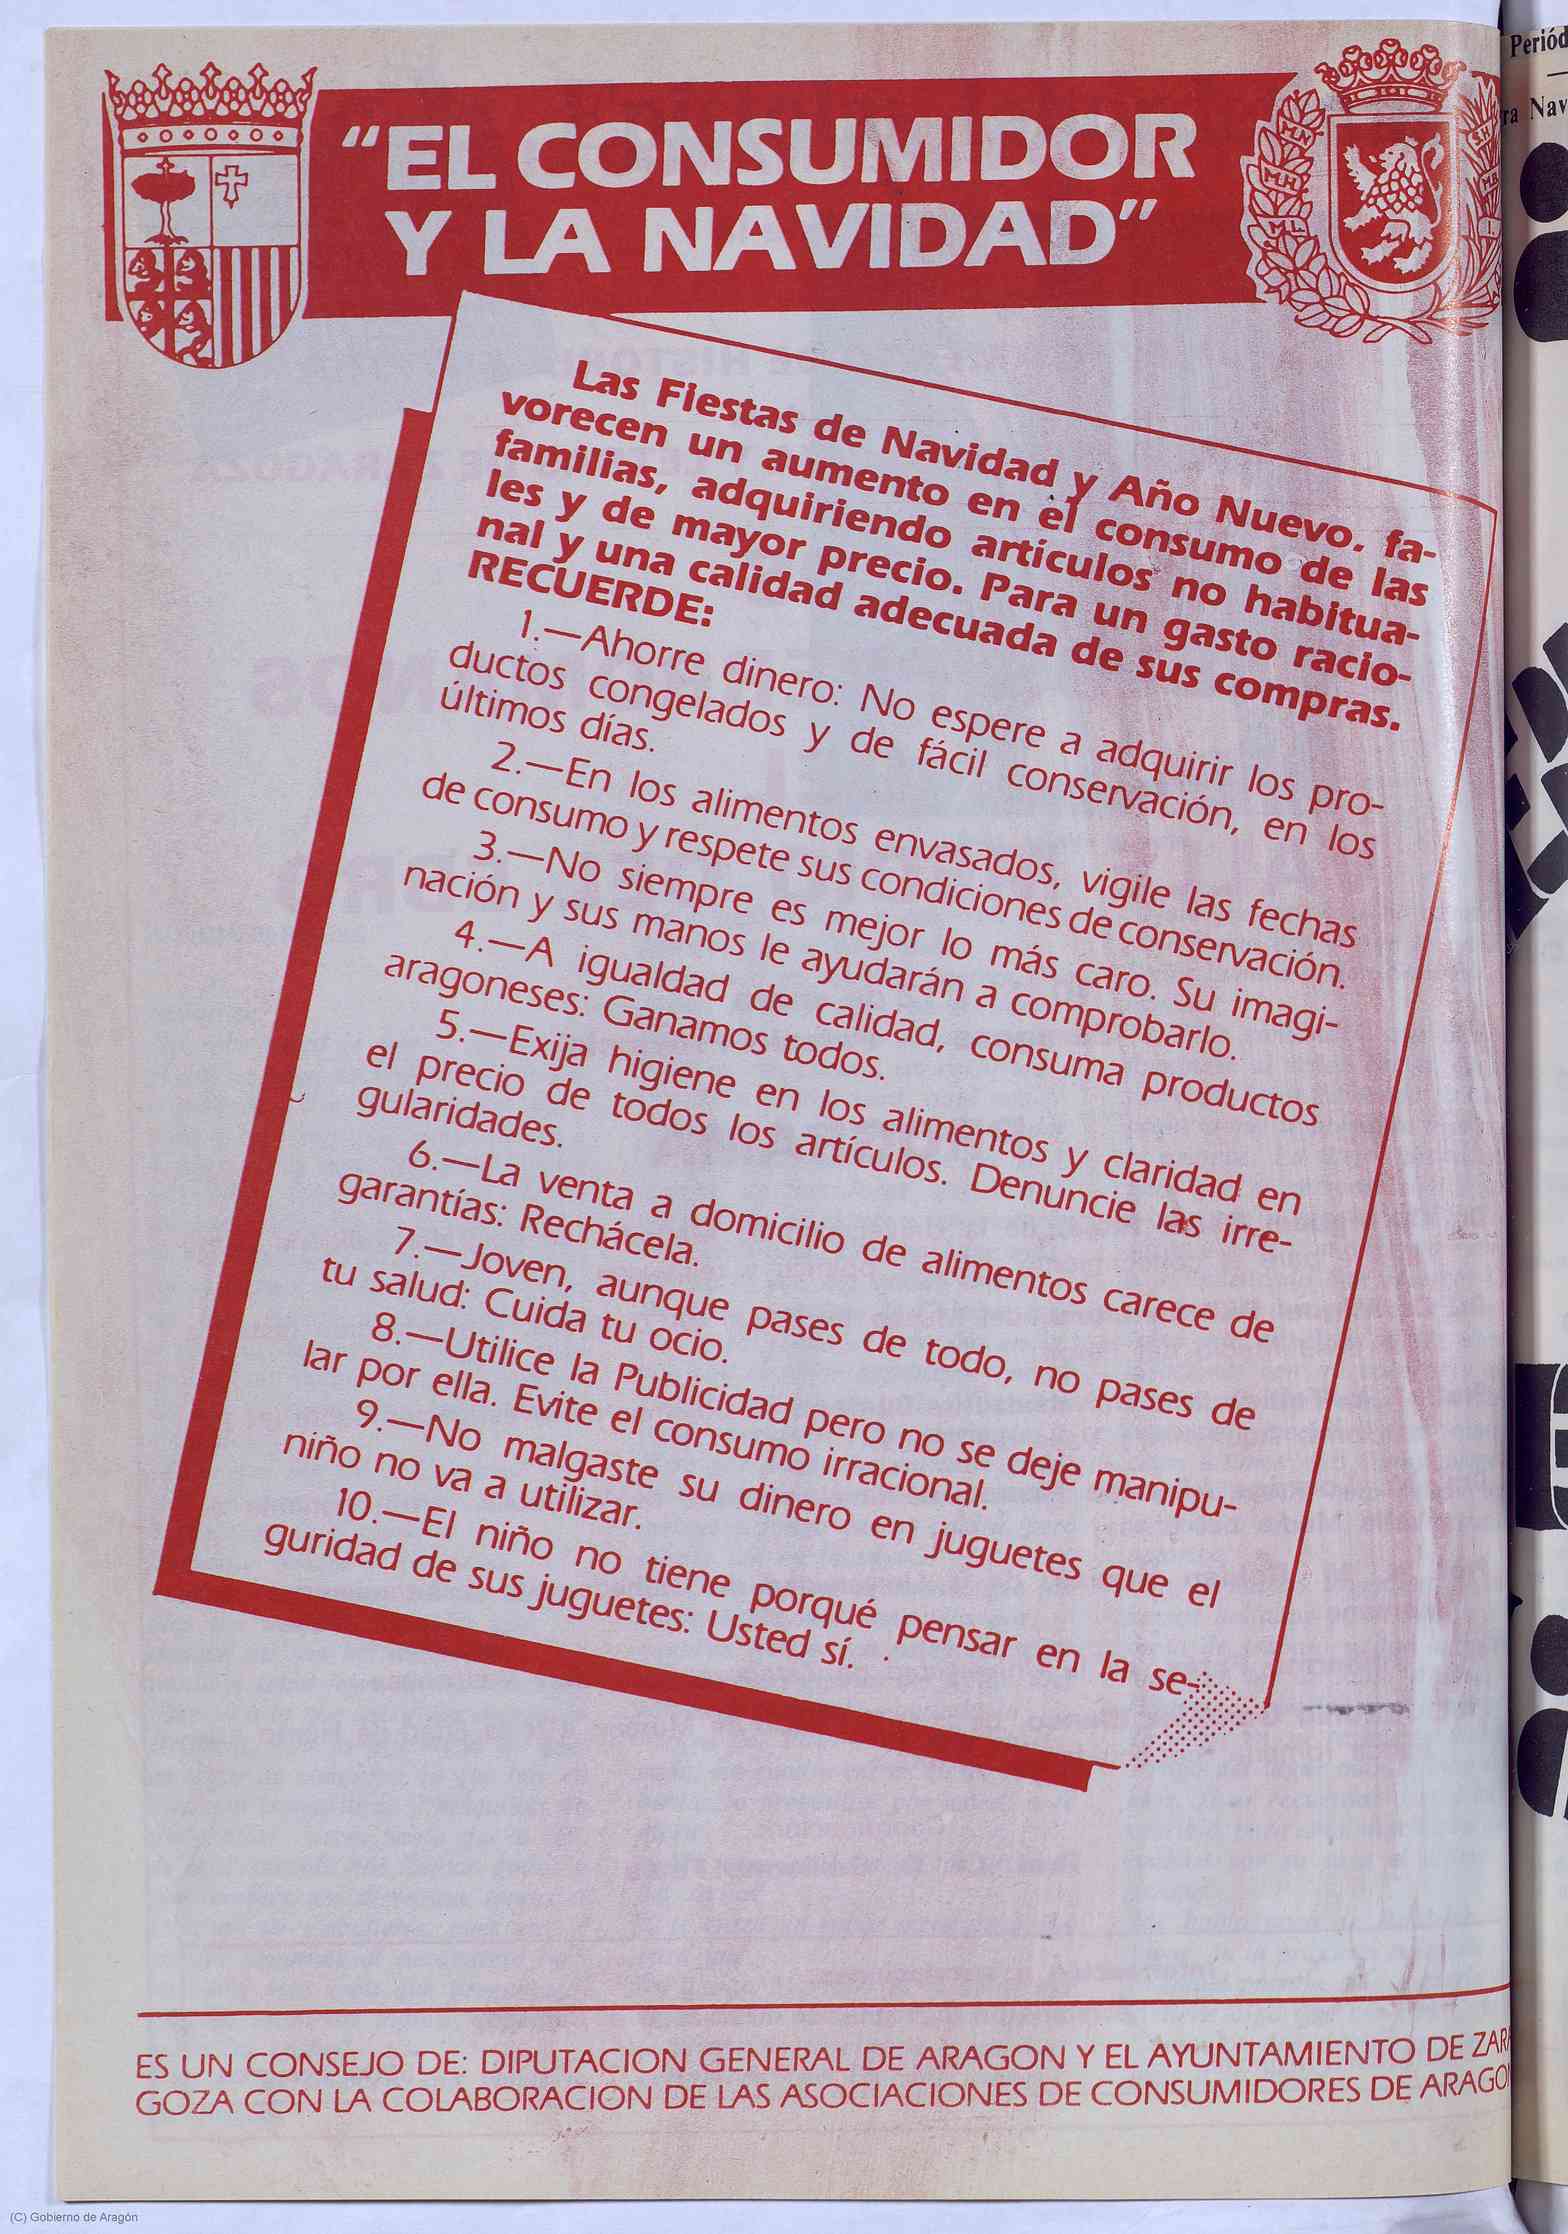 “EL CONSUMIDOR
Y LA NAVIDAD”
Las Fiestas de Navidad y Año Nuevo. fa-
vorecen un aumento en el consumo de las
familias, adquiriendo artículos no habitua-
les y de mayor precio. Para un gasto racio-
nal y una calidad adecuada de sus compras.
RECUERDE:
1.—Ahorre dinero: No espere a adquirir los pro-
ductos congelados y de fácil conservación, en los
últimos días.
2.—En los alimentos envasados, vigile las fechas
de consumo y respete sus condiciones de conservación.
3.—No siempre es mejor lo más caro. Su imagi-
nación y sus manos le ayudarán a comprobarlo.
4.—A igualdad de calidad, consuma productos
aragoneses: Ganamos todos.
5.—Exija higiene en los alimentos y claridad en
el precio de todos los artículos. Denuncie las irre-
gularidades.
6.—La venta a domicilio de alimentos carece de
garantías: Rechácela.
7.—Joven, aunque pases de todo, no pases de
tu salud: Cuida tu ocio.
8.—Utilice la Publicidad pero no se deje manipu-
lar por ella. Evite el consumo irracional.
9.—No malgaste su dinero en juguetes que el
niño no va a utilizar.
10.—El niño no tiene porqué pensar en la se-
guridad de sus juguetes: Usted sí.
ES UN CONSEJO DE: DIPUTACION GENERAL DE ARAGON Y EL AYUNTAMIENTO DE ZARA
GOZA CON LA COLABORACION DE LAS ASOCIACIONES DE CONSUMIDORES DE ARAGON
Periód
ra Nav
(C) Gobierno de Aragón